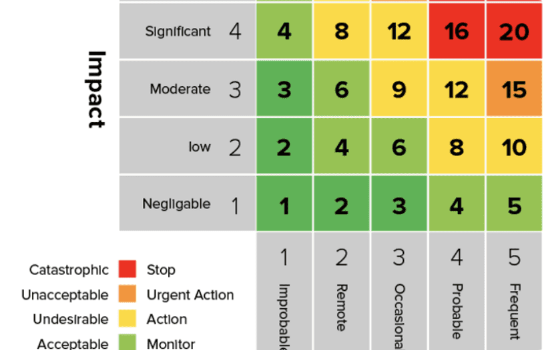 Impact
Significant 4 4 8 12 16 20
Moderate 3 3 6 9 12 15
low 2 2 4 6 8 10
Negligable 1 1 2 3 4 5
1 2 3 4 5
Improbable
Remote
Occasiona
Probable
Frequent
Catastrophic Stop
Unacceptable Urgent Action
Undesirable Action
Acceptable Monitor